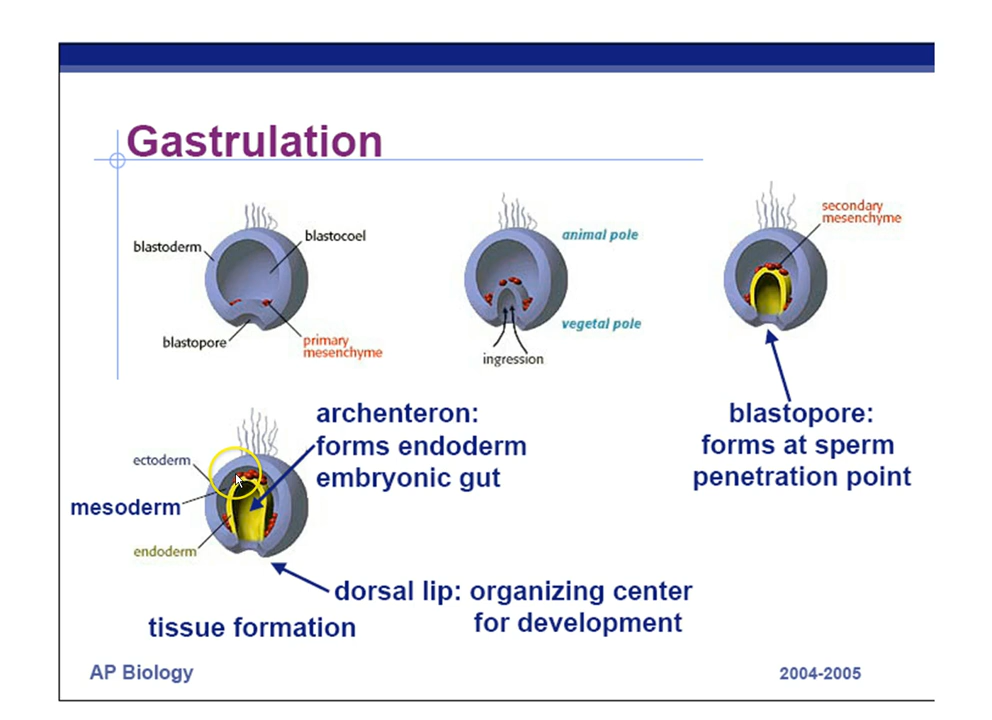 Gastrulation
blastoderm
blastocoel
blastopore
primary
mesenchyme
animal pole
vegetal pole
ingression
secondary
mesenchyme
blastopore:
forms at sperm
penetration point
archenteron:
forms endoderm
embryonic gut
ectoderm
mesoderm
endoderm
dorsal lip: organizing center
for development
tissue formation
AP Biology
2004-2005